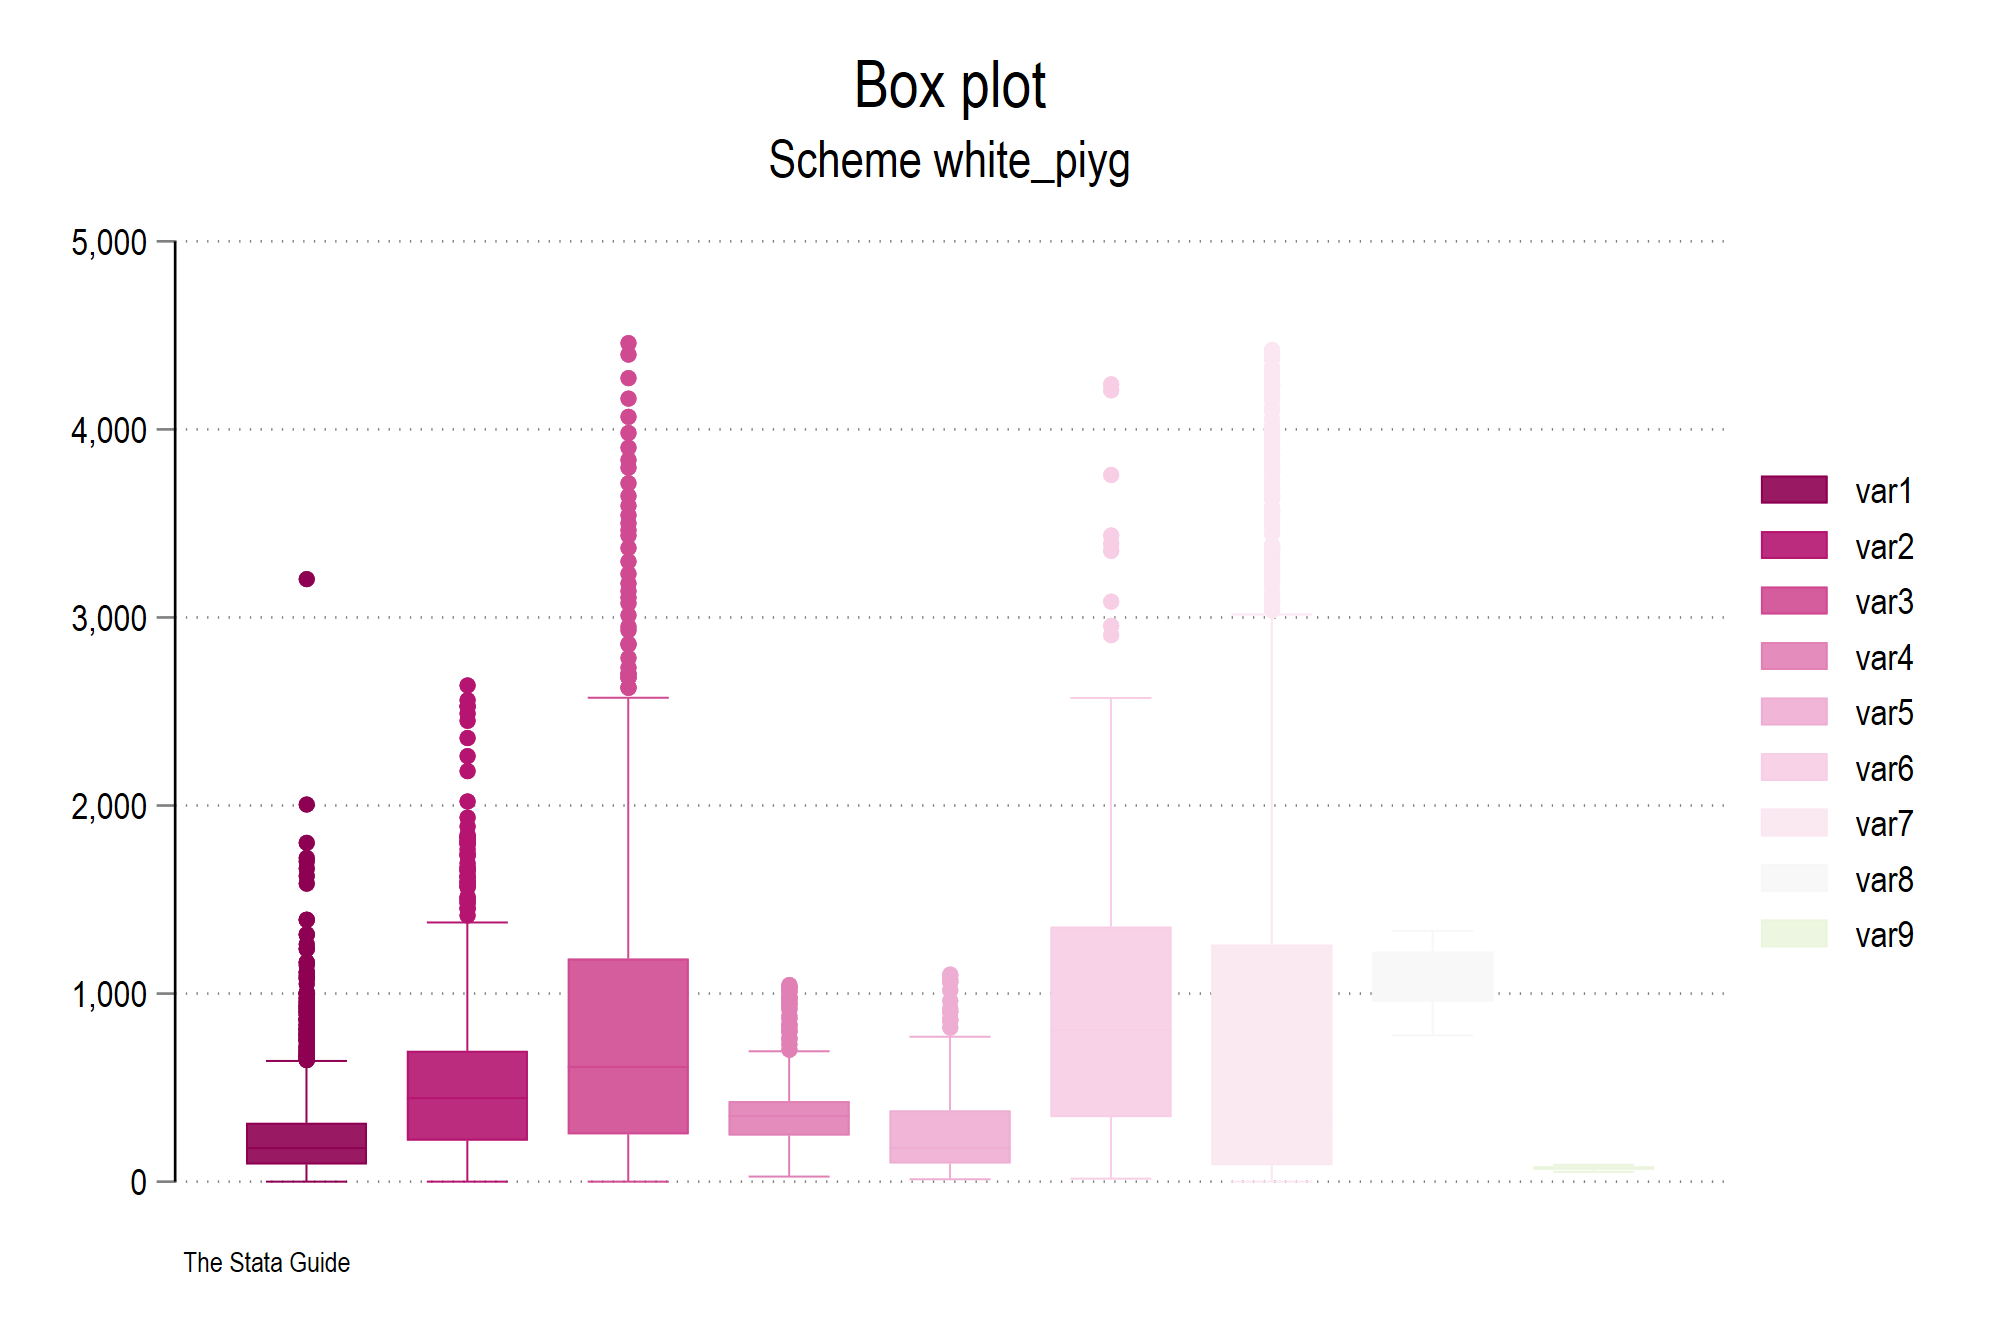 Box plot
Scheme white_piyg
5,000
4,000
3,000
2,000
1,000
0
var1
var2
var3
var4
var5
var6
var7
var8
var9
The Stata Guide